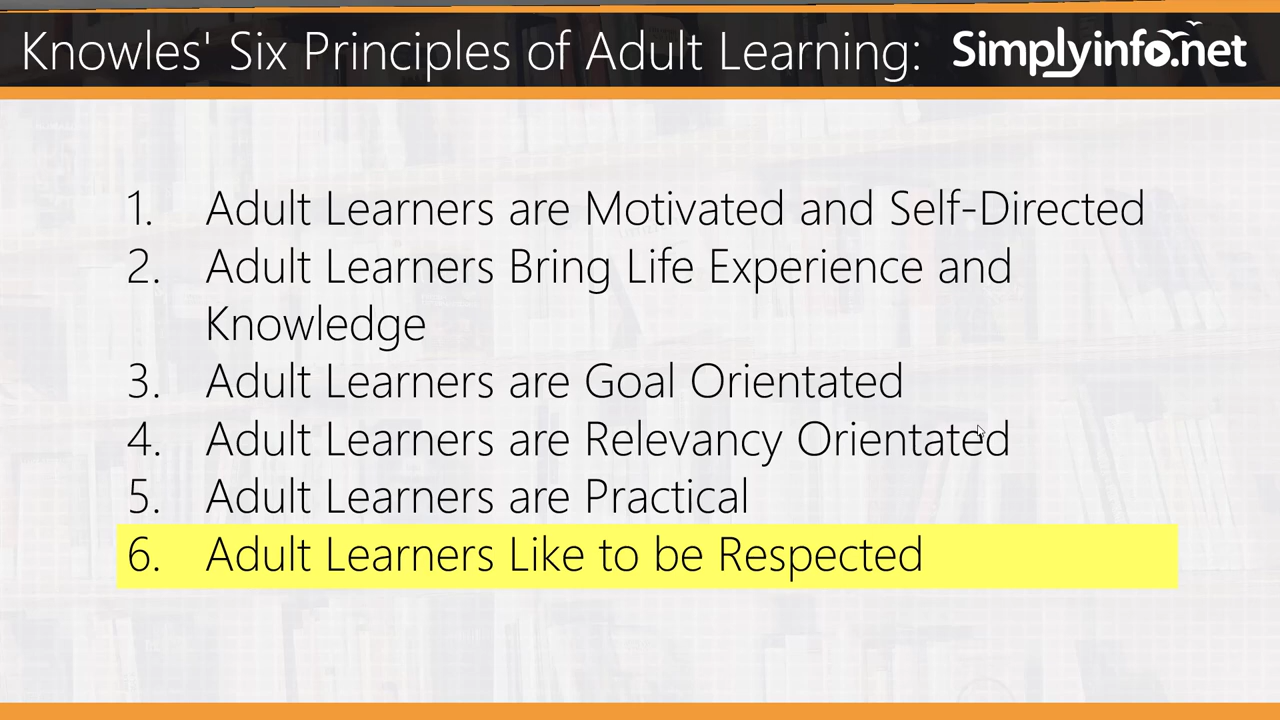 Knowles' Six Principles of Adult Learning:
Simplyinfo.net
1. Adult Learners are Motivated and Self-Directed
2. Adult Learners Bring Life Experience and
Knowledge
3. Adult Learners are Goal Orientated
4. Adult Learners are Relevancy Orientated
5. Adult Learners are Practical
6. Adult Learners Like to be Respected